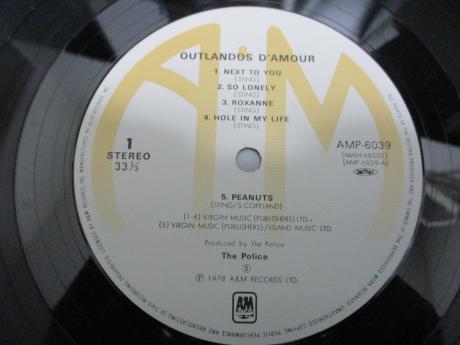 OUTLANDOS D'AMOUR
1. NEXT TO YOU
(STING)
2. SO LONELY
(STING)
3. ROXANNE
(STING)
4. HOLE IN MY LIFE
(STING)
1
STEREO
33⅓
AMP-6039
(AMLH-68502)
(AMP-6039-A)
5. PEANUTS
(STING/S. COPELAND)
(1-4) VIRGIN MUSIC (PUBLISHERS) LTD.
(5) VIRGIN MUSIC (PUBLISHERS)/ISLAND MUSIC LTD.
Produced by The Police
The Police
Ⓢ
℗ 1978 A&M RECORDS LTD.
A&M
RECORDS
A&M